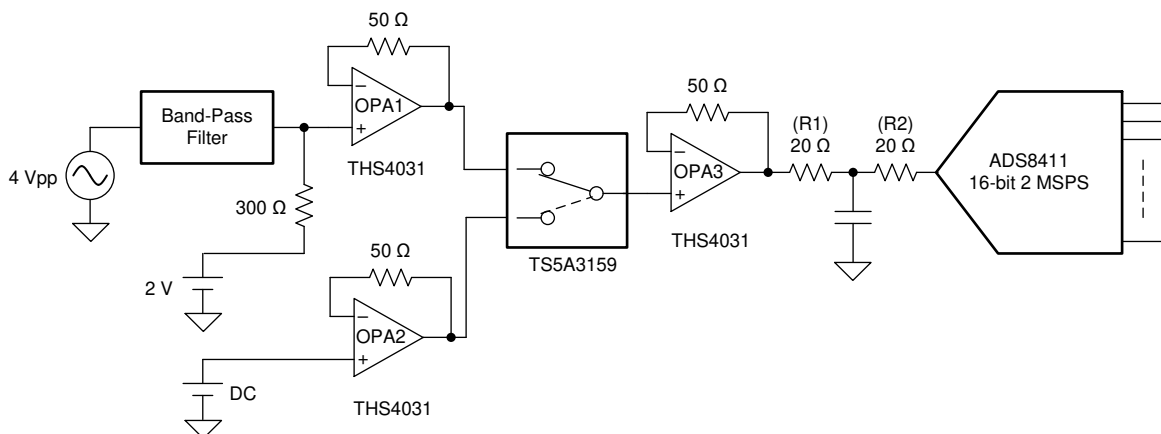 50 Ω
Band-Pass
Filter
−
OPA1
+
THS4031
4 Vpp
300 Ω
2 V
50 Ω
−
OPA2
+
DC
THS4031
TS5A3159
50 Ω
−
OPA3
+
THS4031
(R1)
20 Ω
(R2)
20 Ω
ADS8411
16-bit 2 MSPS